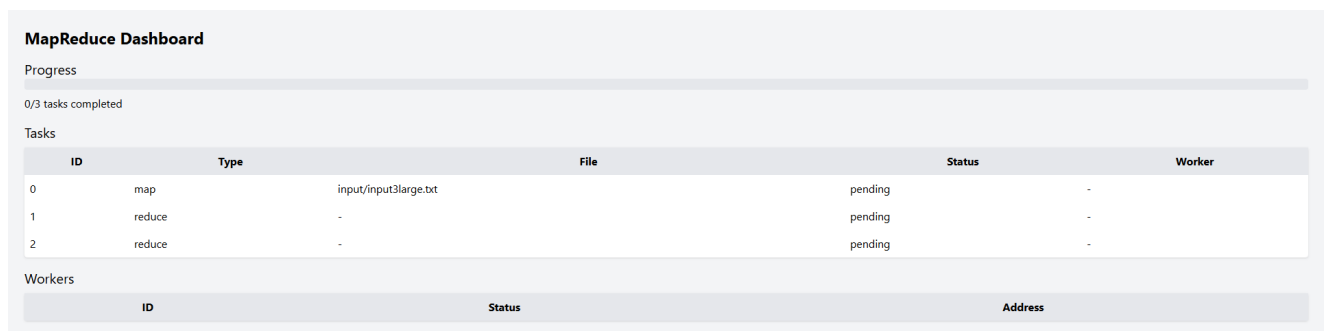 MapReduce Dashboard
Progress
0/3 tasks completed
Tasks
ID Type File Status Worker
0 map input/input3large.txt pending -
1 reduce - pending -
2 reduce - pending -
Workers
ID Status Address